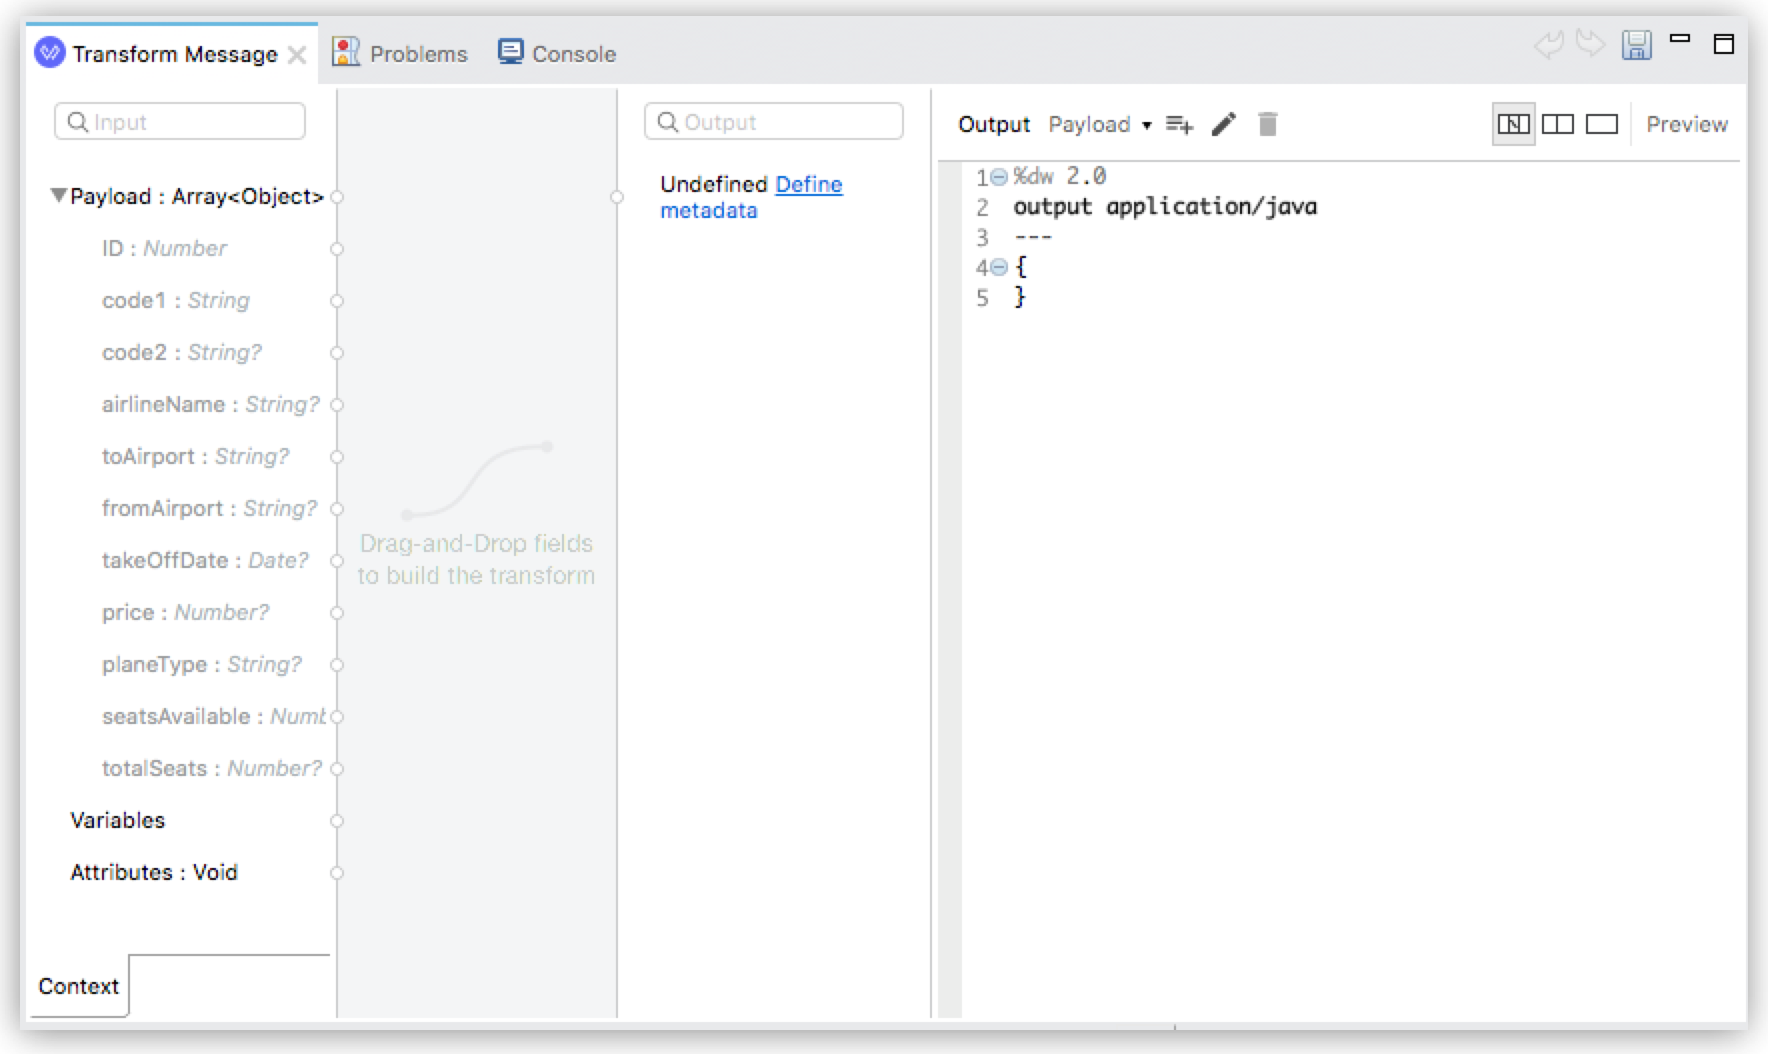 Transform Message
Problems
Console
Input
Payload : Array<Object>
ID : Number
code1 : String
code2 : String?
airlineName : String?
toAirport : String?
fromAirport : String?
takeOffDate : Date?
price : Number?
planeType : String?
seatsAvailable : Numb
totalSeats : Number?
Variables
Attributes : Void
Context
Drag-and-Drop fields
to build the transform
Output
Undefined Define
metadata
Output Payload
Preview
1 %dw 2.0
2 output application/java
3 ---
4 {
5 }